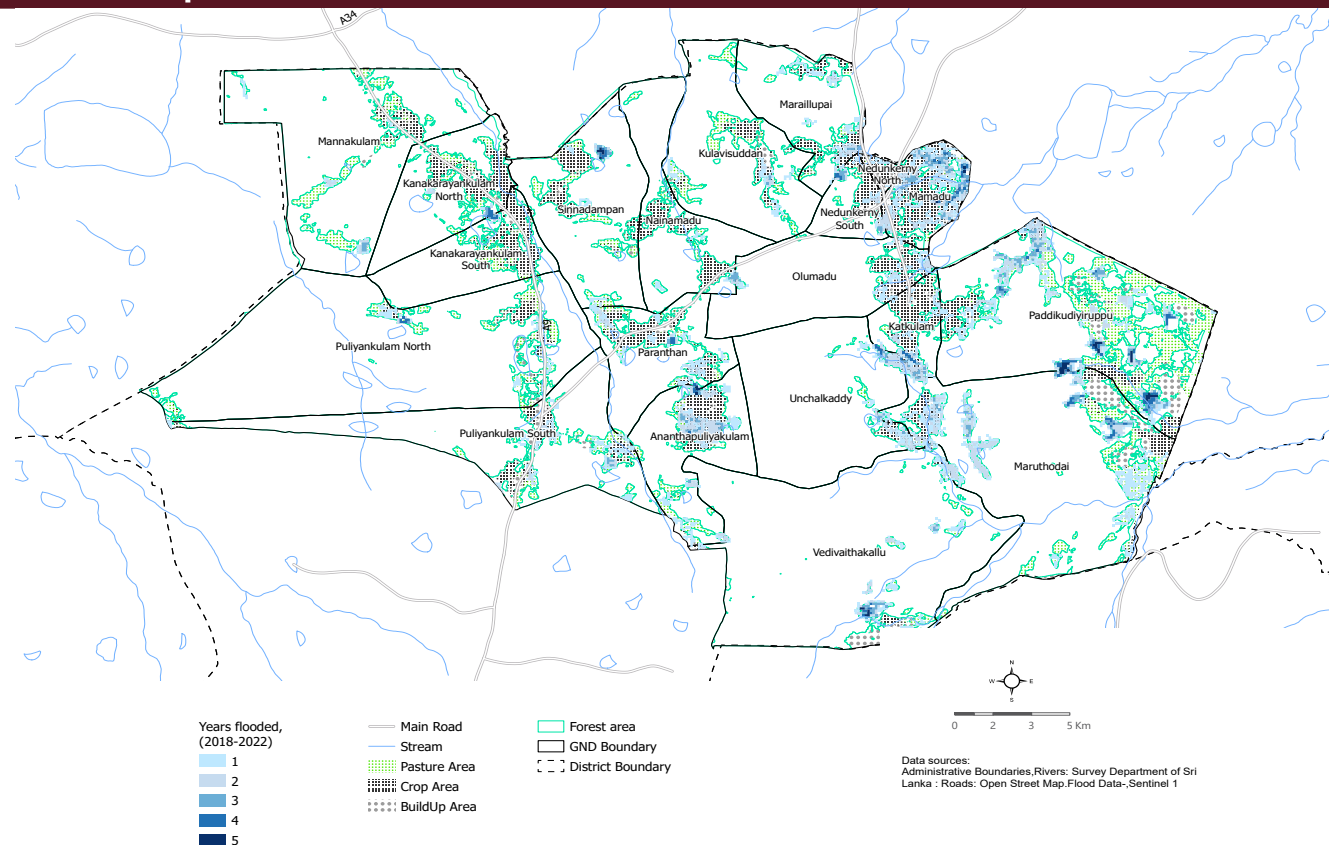 A34
Maraillupai
Mannakulam
Kulavisuddan
Nedunkerny
North
Kanakarayankulam
North
Mamadu
Sinnadampan
Nainamadu
Nedunkerny
South
Kanakarayankulam
South
Olumadu
Paddikudiyiruppu
Katkulam
Puliyankulam North
Paranthan
Unchalkaddy
Puliyankulam South
Ananthapuliyakulam
Maruthodai
Vedivaithakallu
N
W E
S
0 2 3 5 Km
Years flooded,
(2018-2022)
1
2
3
4
5
Main Road
Stream
Pasture Area
Crop Area
BuildUp Area
Forest area
GND Boundary
District Boundary
Data sources:
Administrative Boundaries,Rivers: Survey Department of Sri
Lanka : Roads: Open Street Map.Flood Data-,Sentinel 1